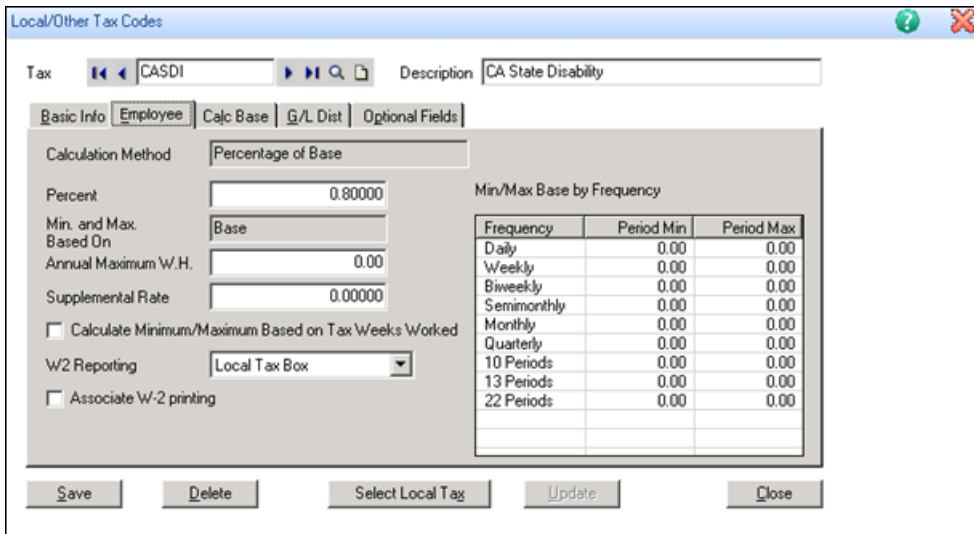 Local/Other Tax Codes
Tax CASDI Description CA State Disability
Basic Info Employee Calc Base G/L Dist Optional Fields
Calculation Method Percentage of Base
Percent 0.80000
Min/Max Base by Frequency
Min. and Max.
Based On Base
Annual Maximum W.H. 0.00
Supplemental Rate 0.00000
Calculate Minimum/Maximum Based on Tax Weeks Worked
W2 Reporting Local Tax Box
Associate W-2 printing
Frequency Period Min Period Max
Daily 0.00 0.00
Weekly 0.00 0.00
Biweekly 0.00 0.00
Semimonthly 0.00 0.00
Monthly 0.00 0.00
Quarterly 0.00 0.00
10 Periods 0.00 0.00
13 Periods 0.00 0.00
22 Periods 0.00 0.00
Save Delete Select Local Tax Update Close